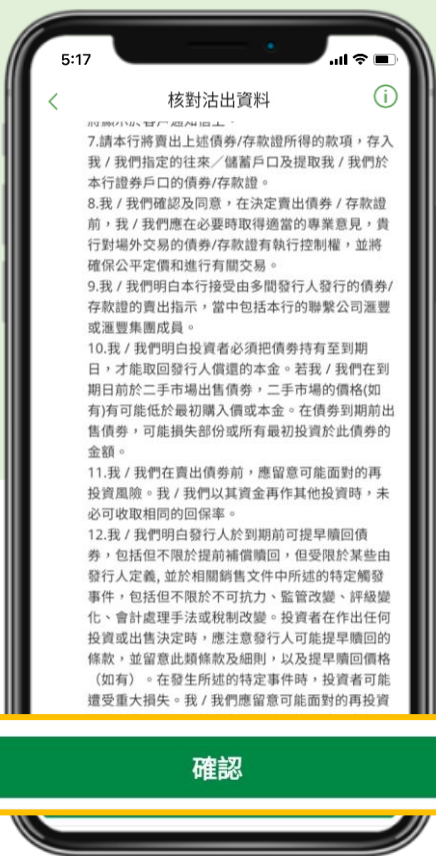 5:17
核對沽出資料
7.請本行將賣出上述債券/存款證所得的款項，存入
我 / 我們指定的往來／儲蓄戶口及提取我 / 我們於
本行證券戶口的債券/存款證。
8.我 / 我們確認及同意，在決定賣出債券 / 存款證
前，我 / 我們應在必要時取得適當的專業意見，貴
行對場外交易的債券/存款證有執行控制權，並將
確保公平定價和進行有關交易。
9.我 / 我們明白本行接受由多間發行人發行的債券/
存款證的賣出指示，當中包括本行的聯繫公司滙豐
或滙豐集團成員。
10.我 / 我們明白投資者必須把債券持有至到期
日，才能取回發行人償還的本金。若我 / 我們在到
期日前於二手市場出售債券，二手市場的價格(如
有)有可能低於最初購入價或本金。在債券到期前出
售債券，可能損失部份或所有最初投資於此債券的
金額。
11.我 / 我們在賣出債券前，應留意可能面對的再
投資風險。我 / 我們以其資金再作其他投資時，未
必可收取相同的回保率。
12.我 / 我們明白發行人於到期前可提早贖回債
券，包括但不限於提前補償贖回，但受限於某些由
發行人定義, 並於相關銷售文件中所述的特定觸發
事件，包括但不限於不可抗力、監管改變、評級變
化、會計處理手法或稅制改變。投資者在作出任何
投資或出售決定時，應注意發行人可能提早贖回的
條款，並留意此類條款及細則，以及提早贖回價格
（如有）。在發生所述的特定事件時，投資者可能
遭受重大損失。我 / 我們應留意可能面對的再投資
確認